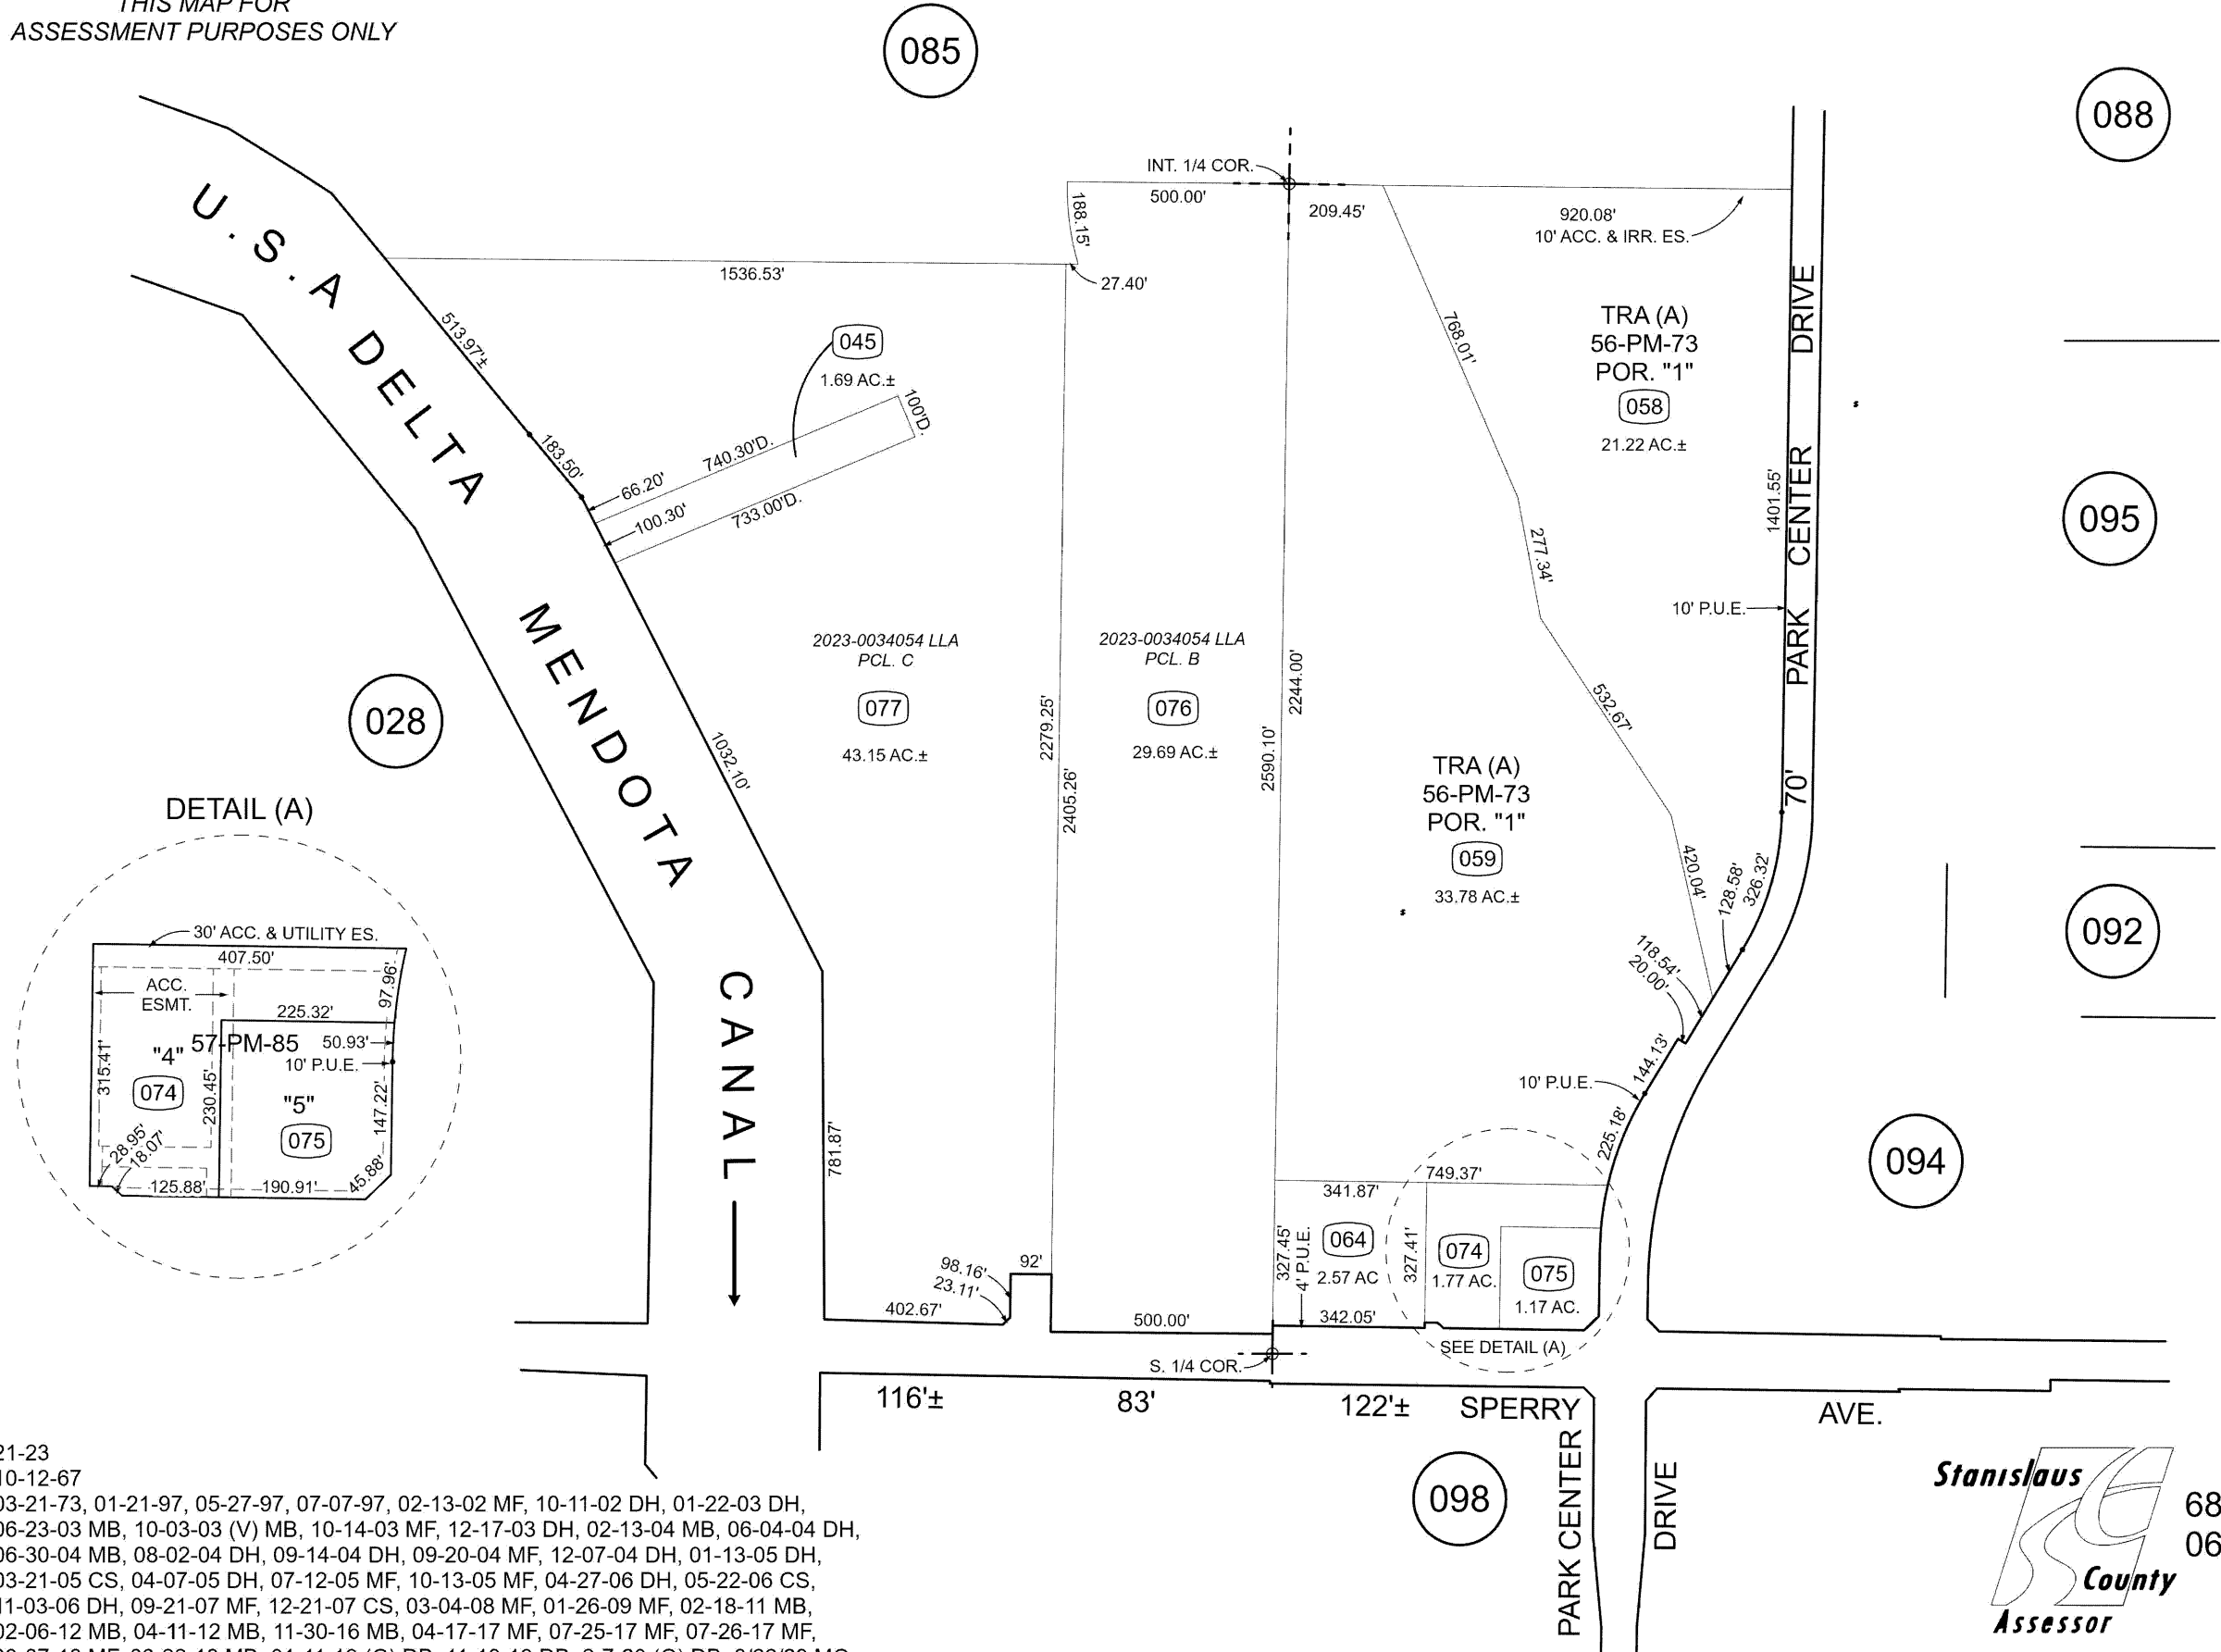 THIS MAP FOR
ASSESSMENT PURPOSES ONLY
085
088
INT. 1/4 COR.
500.00'
209.45'
188.15'
920.08'
10' ACC. & IRR. ES.
1536.53'
27.40'
U.S.A DELTA MENDOTA CANAL
513.97'±
183.50'
045
1.69 AC.±
100'D.
740.30'D.
66.20'
100.30'
733.00'D.
768.01'
TRA (A)
56-PM-73
POR. "1"
058
21.22 AC.±
1401.55'
70' PARK CENTER DRIVE
095
277.34'
10' P.U.E.
2023-0034054 LLA
PCL. C
077
43.15 AC.±
2023-0034054 LLA
PCL. B
076
29.69 AC.±
2279.25'
2405.26'
2244.00'
2590.10'
532.67'
028
1032.10'
TRA (A)
56-PM-73
POR. "1"
059
33.78 AC.±
420.04'
128.58'
326.32'
092
118.54'
20.00'
144.13'
10' P.U.E.
225.18'
094
DETAIL (A)
30' ACC. & UTILITY ES.
407.50'
ACC.
ESMT.
97.96'
225.32'
57-PM-85
50.93'
"4"
10' P.U.E.
315.41'
074
230.45'
"5"
075
147.22'
28.95'
18.07'
125.88'
190.91'
45.88'
781.87'
749.37'
341.87'
327.45'
4' P.U.E.
064
2.57 AC
327.41'
074
1.77 AC.
075
1.17 AC.
98.16'
23.11'
92'
402.67'
500.00'
342.05'
SEE DETAIL (A)
S. 1/4 COR.
116'±
83'
122'±
SPERRY
AVE.
PARK CENTER
DRIVE
098
21-23
10-12-67
03-21-73, 01-21-97, 05-27-97, 07-07-97, 02-13-02 MF, 10-11-02 DH, 01-22-03 DH,
06-23-03 MB, 10-03-03 (V) MB, 10-14-03 MF, 12-17-03 DH, 02-13-04 MB, 06-04-04 DH,
06-30-04 MB, 08-02-04 DH, 09-14-04 DH, 09-20-04 MF, 12-07-04 DH, 01-13-05 DH,
03-21-05 CS, 04-07-05 DH, 07-12-05 MF, 10-13-05 MF, 04-27-06 DH, 05-22-06 CS,
11-03-06 DH, 09-21-07 MF, 12-21-07 CS, 03-04-08 MF, 01-26-09 MF, 02-18-11 MB,
02-06-12 MB, 04-11-12 MB, 11-30-16 MB, 04-17-17 MF, 07-25-17 MF, 07-26-17 MF,
Stanislaus
County
Assessor
68
06